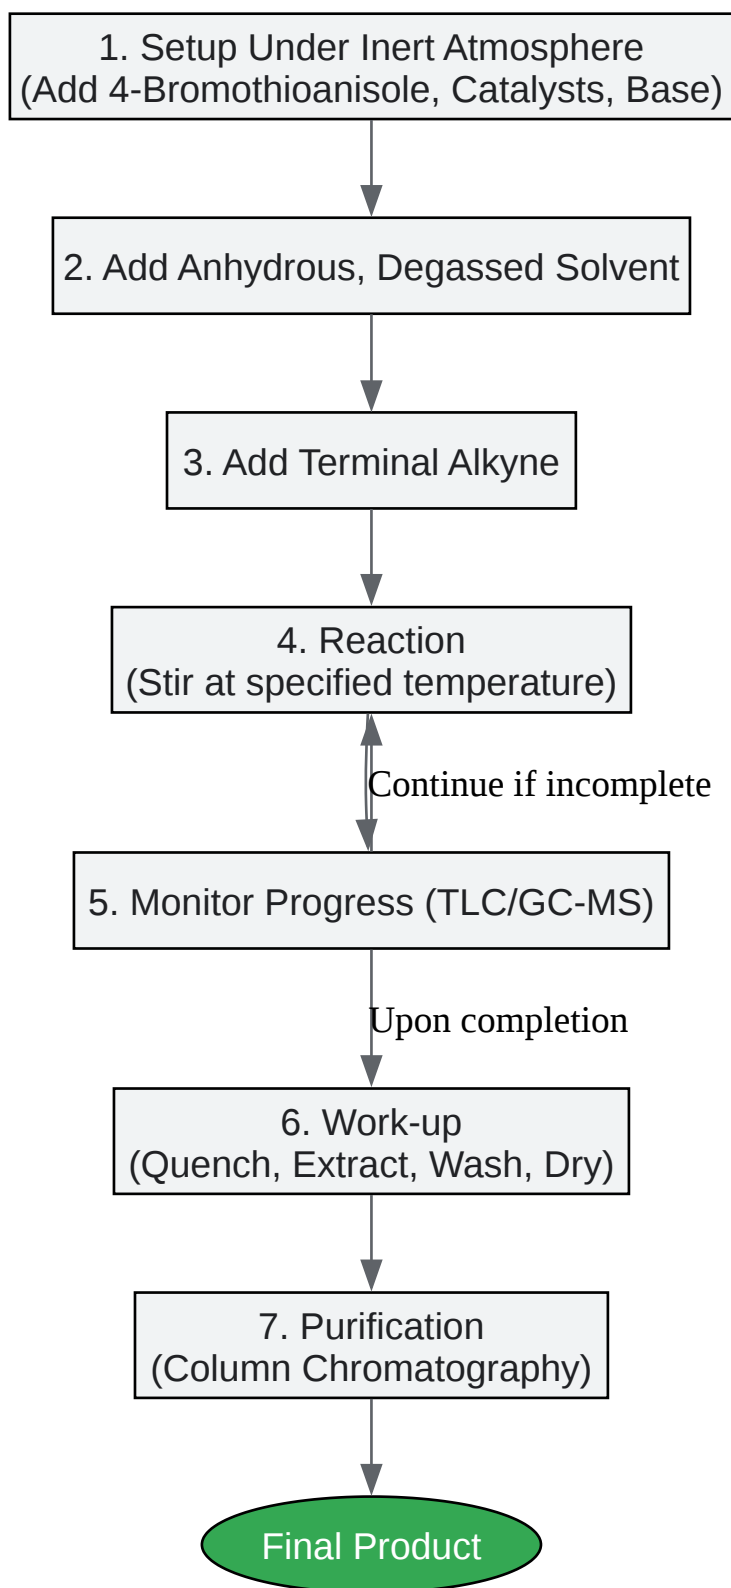 1. Setup Under Inert Atmosphere
(Add 4-Bromothioanisole, Catalysts, Base)
2. Add Anhydrous, Degassed Solvent
3. Add Terminal Alkyne
4. Reaction
(Stir at specified temperature)
Continue if incomplete
5. Monitor Progress (TLC/GC-MS)
Upon completion
6. Work-up
(Quench, Extract, Wash, Dry)
7. Purification
(Column Chromatography)
Final Product